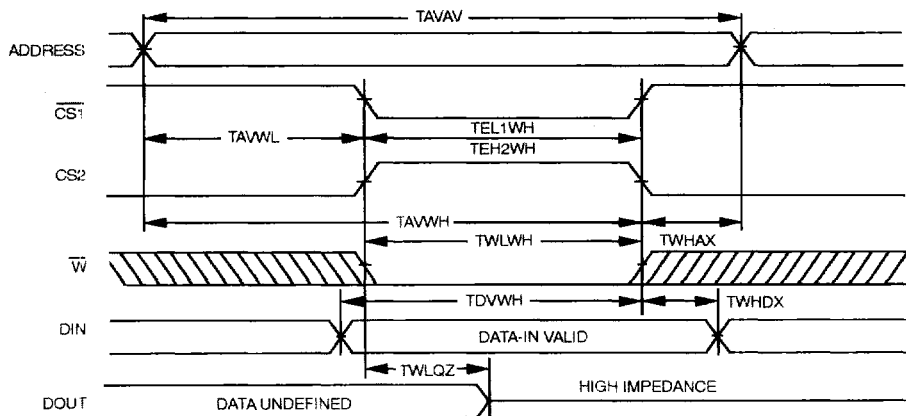 TAVAV
ADDRESS
CS1
TAVWL
TEL1WH
TEH2WH
CS2
TAVWH
TWLWH
TWHAX
W
TDVWH
TWHDX
DIN
DATA-IN VALID
TWLQZ
HIGH IMPEDANCE
DOUT
DATA UNDEFINED